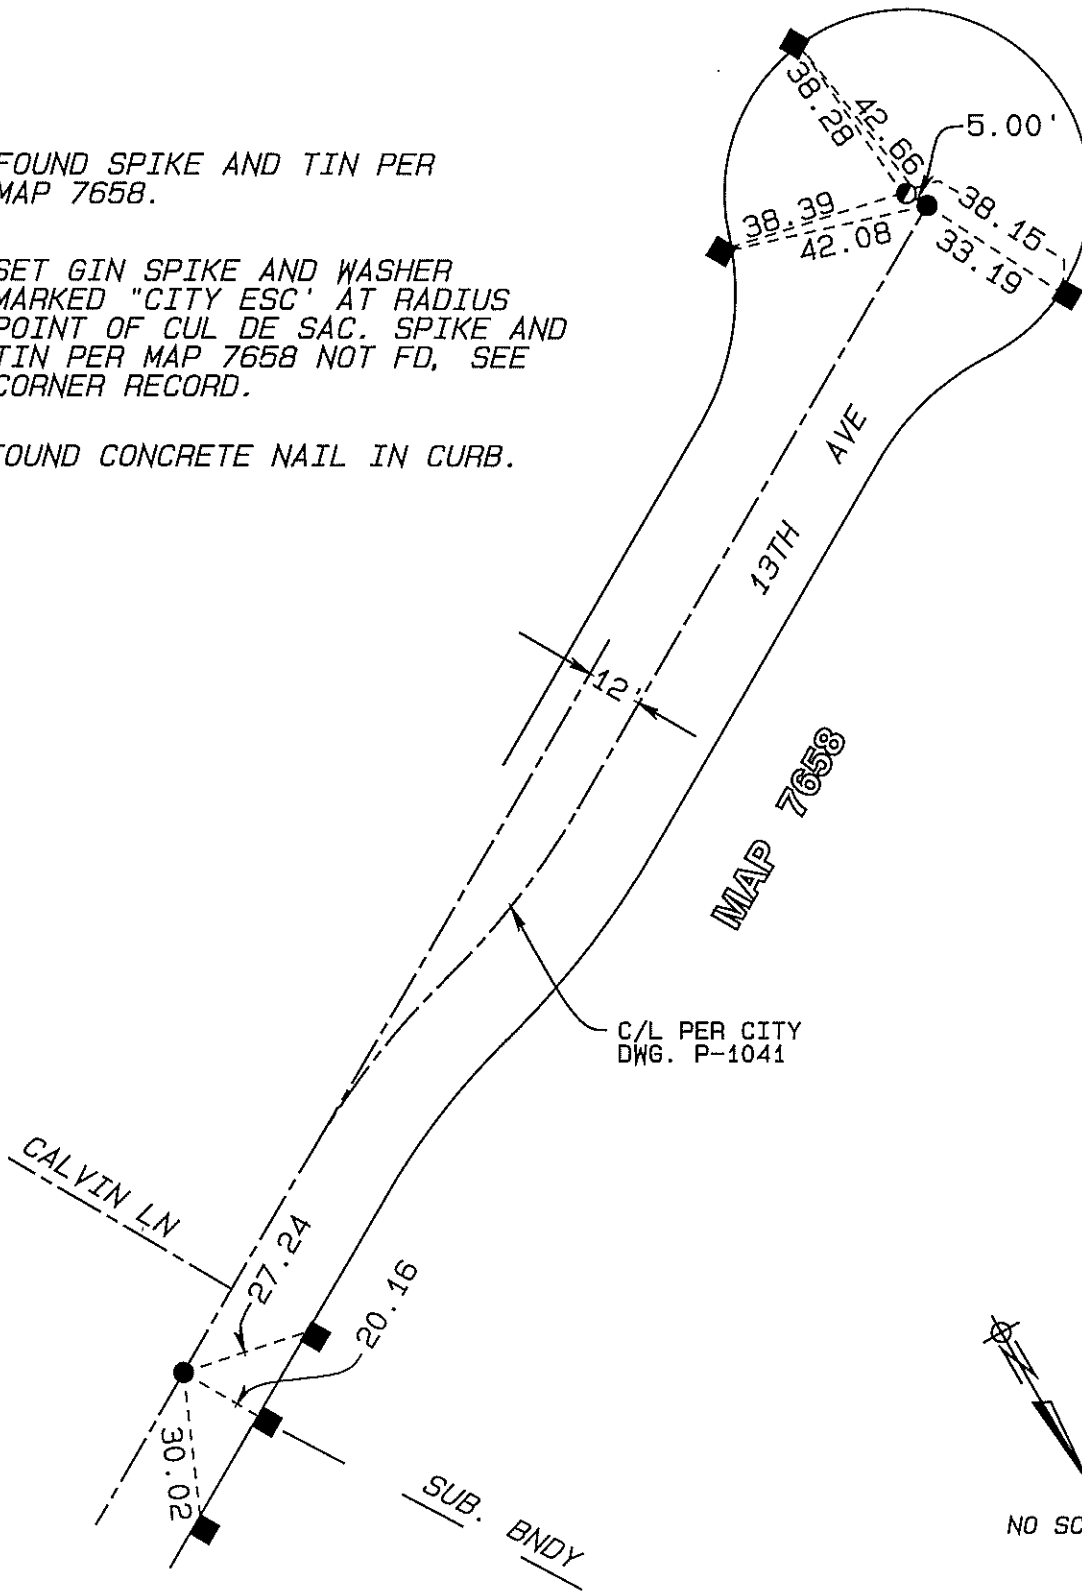 FOUND SPIKE AND TIN PER
MAP 7658.
SET GIN SPIKE AND WASHER
MARKED "CITY ESC' AT RADIUS
POINT OF CUL DE SAC. SPIKE AND
TIN PER MAP 7658 NOT FD, SEE
CORNER RECORD.
FOUND CONCRETE NAIL IN CURB.
38.28
42.66
5.00'
38.39
42.08
38.15
33.19
13TH AVE
12'
MAP 7658
C/L PER CITY
DWG. P-1041
CALVIN LN
27.24
20.16
30.02
SUB. BNDY
N
NO SC